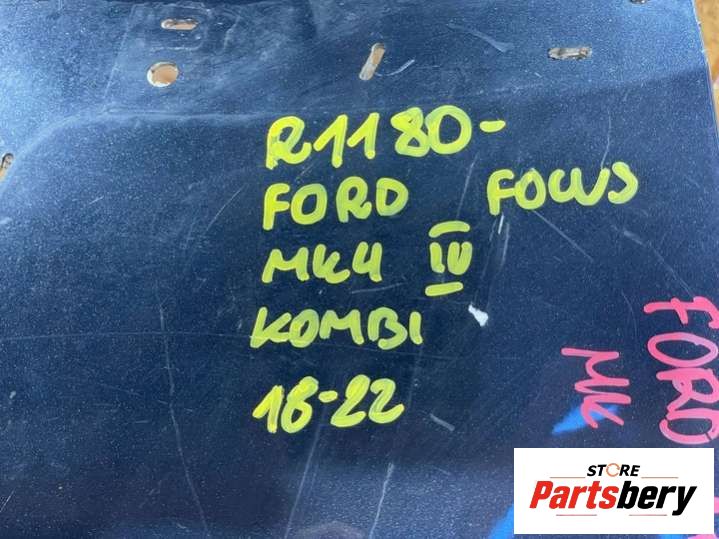 R1180-
FORD FOCUS
MK4 IV
KOMBI
18-22
FORD
MK
STORE
Partsbery